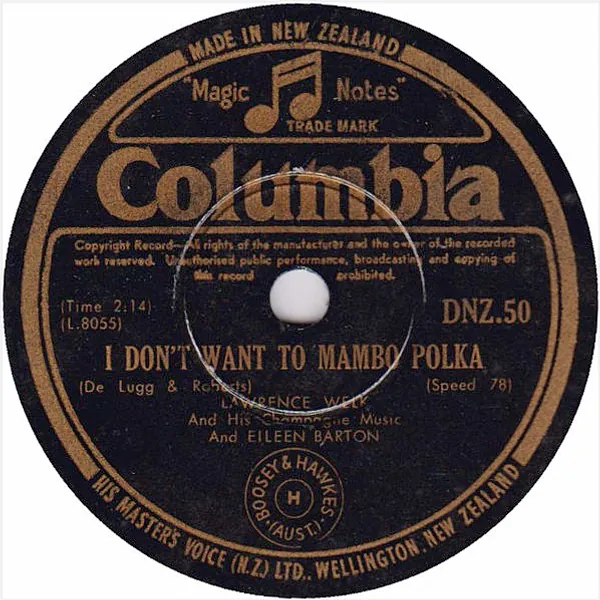 MADE IN NEW ZEALAND
"Magic Notes"
TRADE MARK
Columbia
Copyright Record—All rights of the manufacturer and the owner of the recorded
work reserved. Unauthorised public performance, broadcasting and copying of
this record prohibited.
(Time 2:14)
(L.8055)
DNZ.50
I DON'T WANT TO MAMBO POLKA
(De Lugg & Roberts) (Speed 78)
LAWRENCE WELK
And His Champagne Music
And EILEEN BARTON
BOOSEY & HAWKES
H
(AUST.)
HIS MASTER'S VOICE (N.Z.) LTD., WELLINGTON. NEW ZEALAND